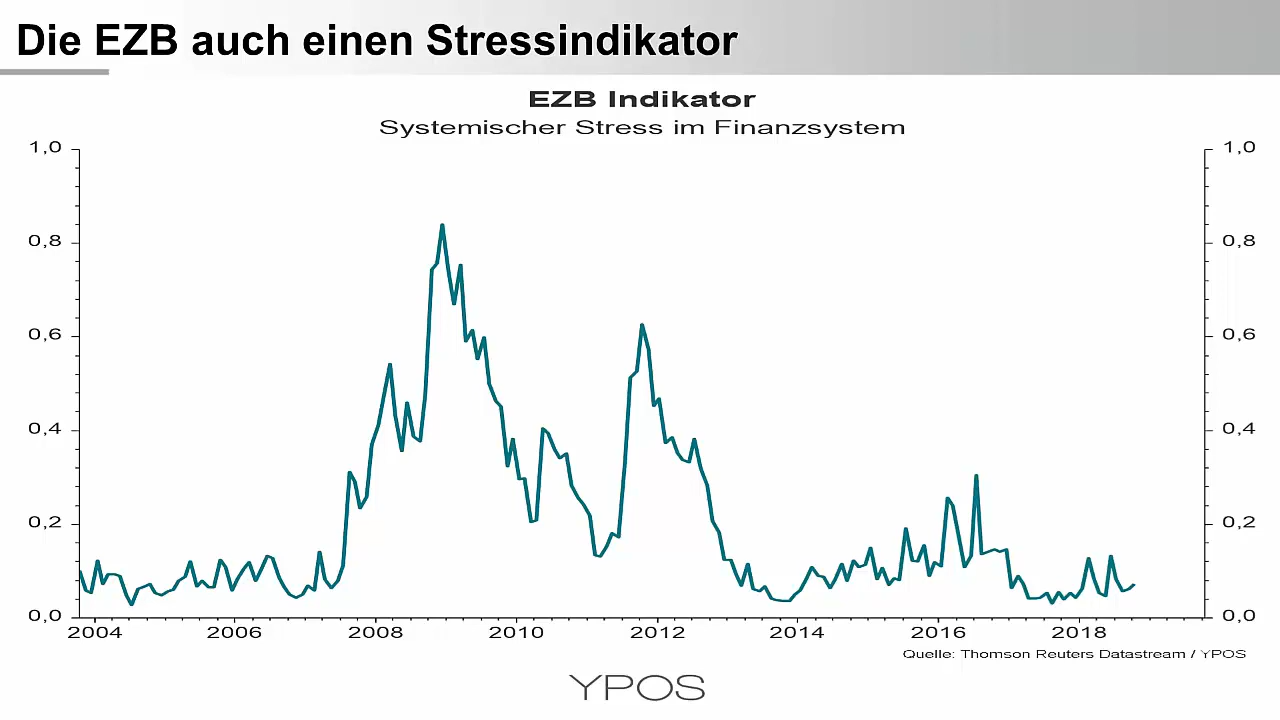 Die EZB auch einen Stressindikator
EZB Indikator
Systemischer Stress im Finanzsystem
1,0 1,0
0,8 0,8
0,6 0,6
0,4 0,4
0,2 0,2
0,0 0,0
2004 2006 2008 2010 2012 2014 2016 2018
Quelle: Thomson Reuters Datastream / YPOS
YPOS